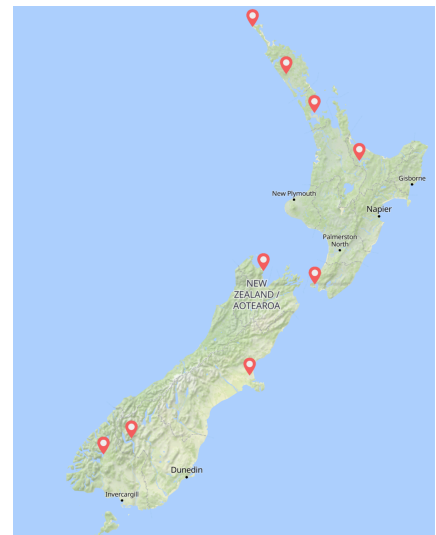 Gisborne
New Plymouth
Napier
Palmerston
North
NEW
ZEALAND /
AOTEAROA
Dunedin
Invercargill